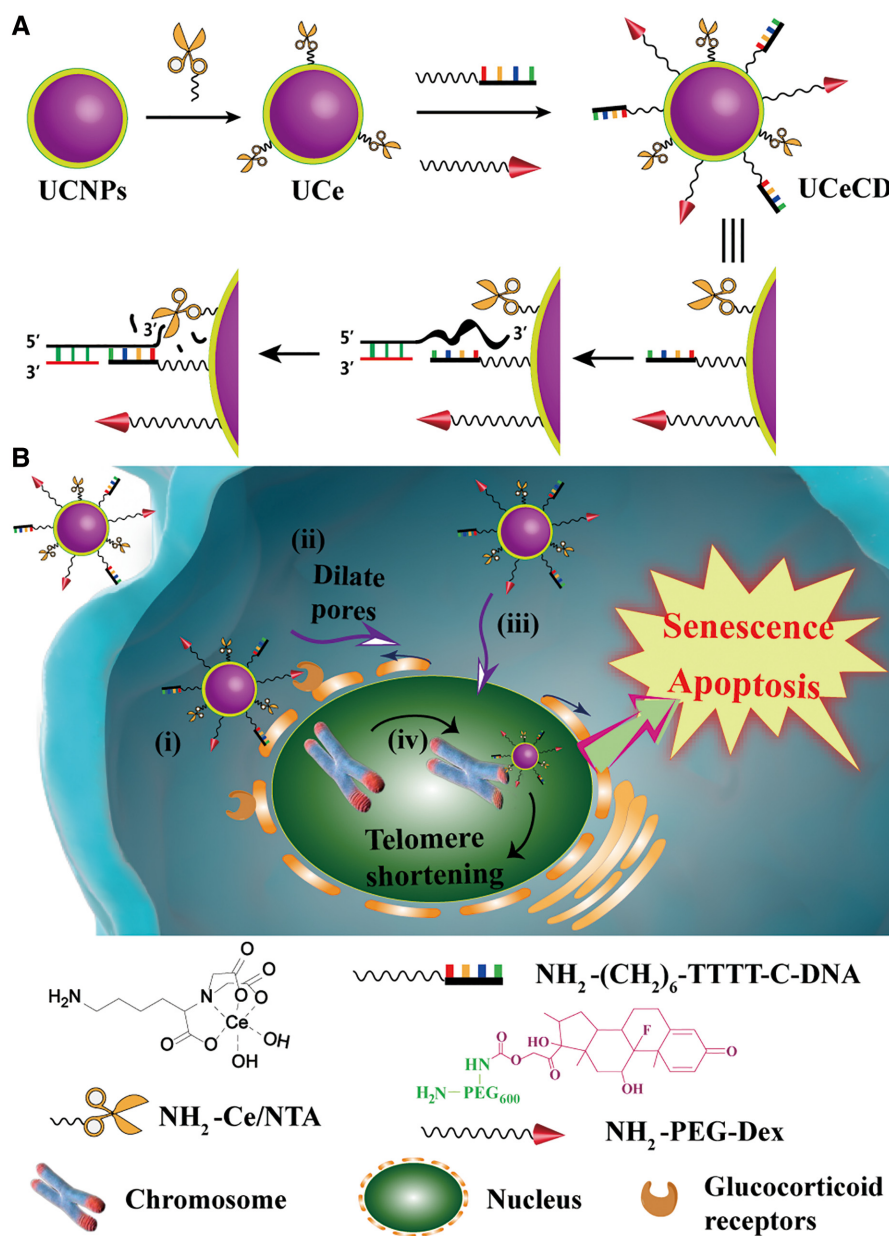 A
UCNPs
UCe
UCeCD
5′
3′
3′
5′
3′
3′
B
(i)
(ii)
Dilate
pores
(iii)
(iv)
Telomere
shortening
Senescence
Apoptosis
H₂N
N
O
O
O
O
O
O
Ce
OH
OH
NH₂-Ce/NTA
NH₂-(CH₂)₆-TTTT-C-DNA
H₂N-PEG₆₀₀
HN
O
O
O
HO
F
OH
O
NH₂-PEG-Dex
Chromosome
Nucleus
Glucocorticoid
receptors